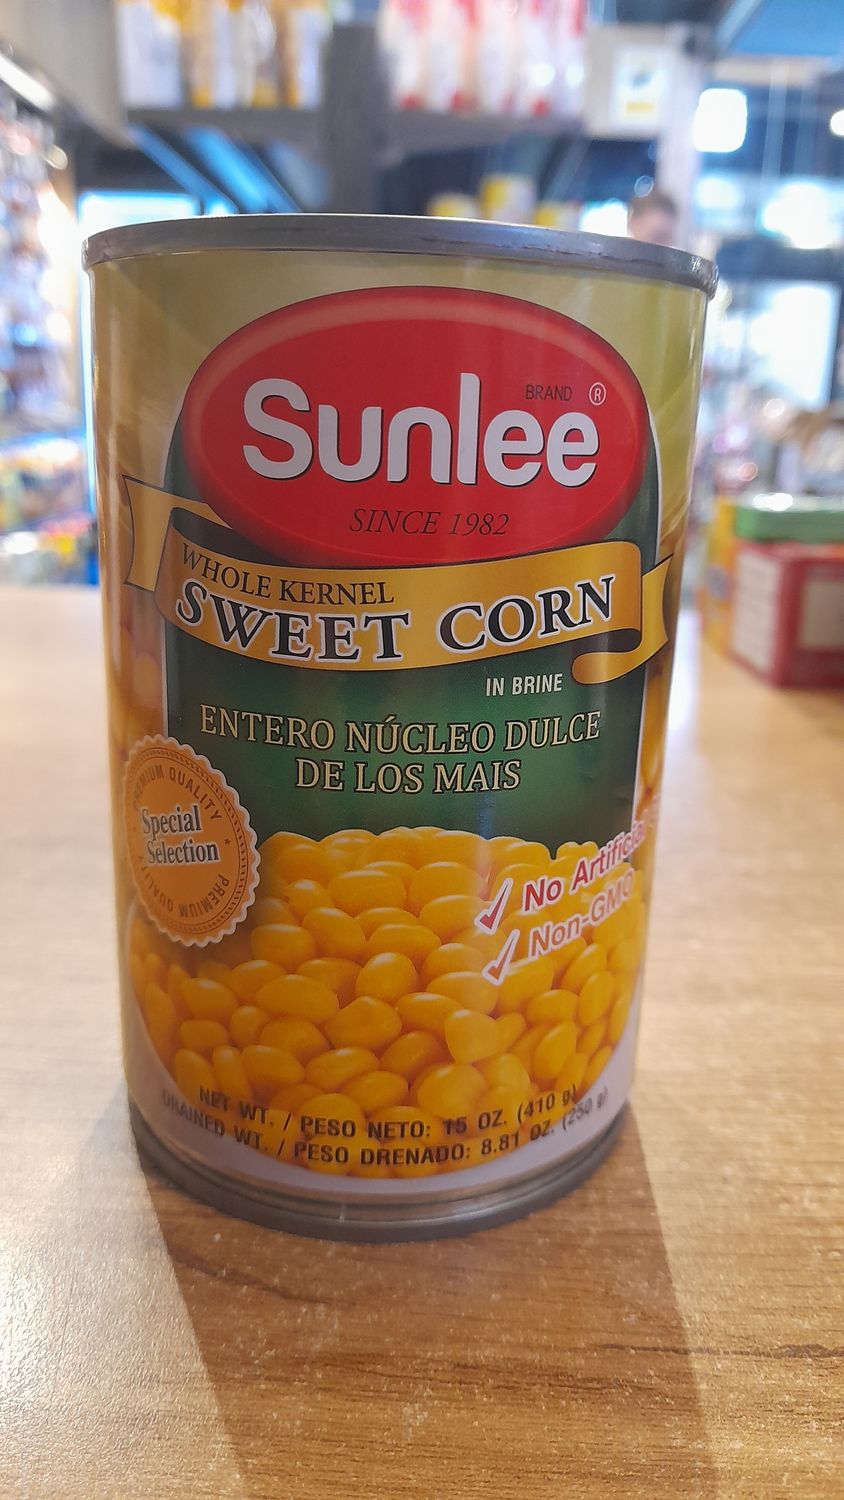 Sunlee
BRAND ®
SINCE 1982
WHOLE KERNEL
SWEET CORN
IN BRINE
ENTERO NÚCLEO DULCE
DE LOS MAIS
PREMIUM QUALITY
Special
Selection
PREMIUM QUALITY
No Artificial
Non-GMO
NET WT. / PESO NETO: 15 OZ. (410 g)
DRAINED WT. / PESO DRENADO: 8.81 OZ. (250 g)